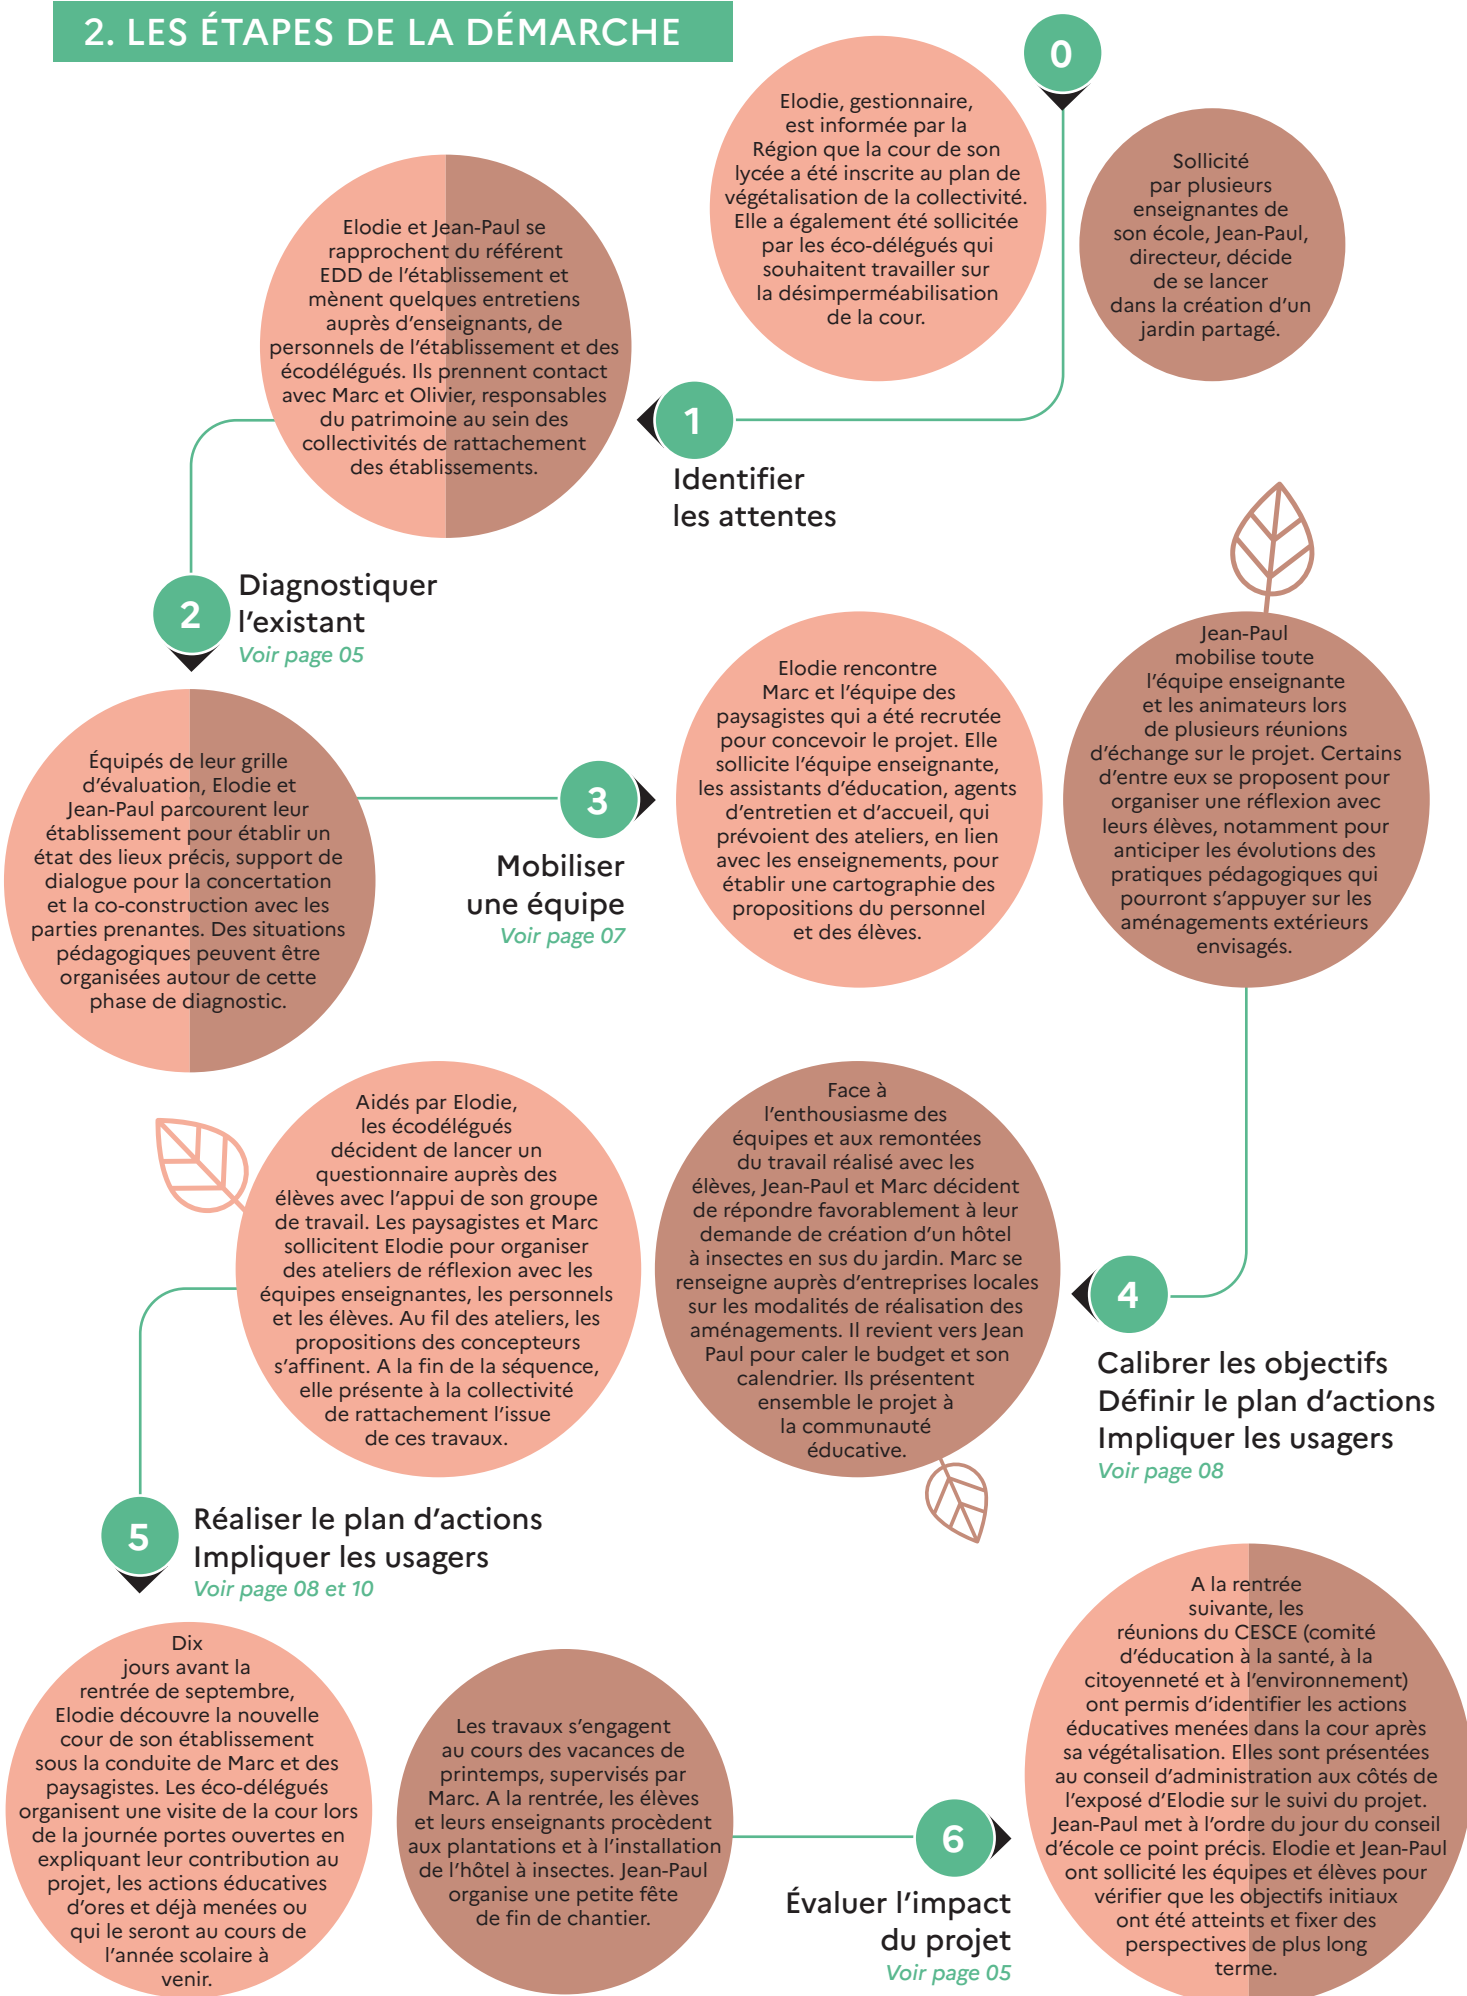 2. LES ÉTAPES DE LA DÉMARCHE
0
Elodie, gestionnaire,
est informée par la
Région que la cour de son
lycée a été inscrite au plan de
végétalisation de la collectivité.
Elle a également été sollicitée
par les éco-délégués qui
souhaitent travailler sur
la désimperméabilisation
de la cour.
Sollicité
par plusieurs
enseignantes de
son école, Jean-Paul,
directeur, décide
de se lancer
dans la création d'un
jardin partagé.
1
Identifier
les attentes
Elodie et Jean-Paul se
rapprochent du référent
EDD de l'établissement et
mènent quelques entretiens
auprès d'enseignants, de
personnels de l'établissement et des
écodélégués. Ils prennent contact
avec Marc et Olivier, responsables
du patrimoine au sein des
collectivités de rattachement
des établissements.
2
Diagnostiquer
l'existant
Voir page 05
Équipés de leur grille
d'évaluation, Elodie et
Jean-Paul parcourent leur
établissement pour établir un
état des lieux précis, support de
dialogue pour la concertation
et la co-construction avec les
parties prenantes. Des situations
pédagogiques peuvent être
organisées autour de cette
phase de diagnostic.
3
Mobiliser
une équipe
Voir page 07
Elodie rencontre
Marc et l'équipe des
paysagistes qui a été recrutée
pour concevoir le projet. Elle
sollicite l'équipe enseignante,
les assistants d'éducation, agents
d'entretien et d'accueil, qui
prévoient des ateliers, en lien
avec les enseignements, pour
établir une cartographie des
propositions du personnel
et des élèves.
Jean-Paul
mobilise toute
l'équipe enseignante
et les animateurs lors
de plusieurs réunions
d'échange sur le projet. Certains
d'entre eux se proposent pour
organiser une réflexion avec
leurs élèves, notamment pour
anticiper les évolutions des
pratiques pédagogiques qui
pourront s'appuyer sur les
aménagements extérieurs
envisagés.
4
Calibrer les objectifs
Définir le plan d'actions
Impliquer les usagers
Voir page 08
Aidés par Elodie,
les écodélégués
décident de lancer un
questionnaire auprès des
élèves avec l'appui de son groupe
de travail. Les paysagistes et Marc
sollicitent Elodie pour organiser
des ateliers de réflexion avec les
équipes enseignantes, les personnels
et les élèves. Au fil des ateliers, les
propositions des concepteurs
s'affinent. A la fin de la séquence,
elle présente à la collectivité
de rattachement l'issue
de ces travaux.
Face à
l'enthousiasme des
équipes et aux remontées
du travail réalisé avec les
élèves, Jean-Paul et Marc décident
de répondre favorablement à leur
demande de création d'un hôtel
à insectes en sus du jardin. Marc se
renseigne auprès d'entreprises locales
sur les modalités de réalisation des
aménagements. Il revient vers Jean
Paul pour caler le budget et son
calendrier. Ils présentent
ensemble le projet à
la communauté
éducative.
5
Réaliser le plan d'actions
Impliquer les usagers
Voir page 08 et 10
Dix
jours avant la
rentrée de septembre,
Elodie découvre la nouvelle
cour de son établissement
sous la conduite de Marc et des
paysagistes. Les éco-délégués
organisent une visite de la cour lors
de la journée portes ouvertes en
expliquant leur contribution au
projet, les actions éducatives
d'ores et déjà menées ou
qui le seront au cours de
l'année scolaire à
venir.
Les travaux s'engagent
au cours des vacances de
printemps, supervisés par
Marc. A la rentrée, les élèves
et leurs enseignants procèdent
aux plantations et à l'installation
de l'hôtel à insectes. Jean-Paul
organise une petite fête
de fin de chantier.
6
Évaluer l'impact
du projet
Voir page 05
A la rentrée
suivante, les
réunions du CESCE (comité
d'éducation à la santé, à la
citoyenneté et à l'environnement)
ont permis d'identifier les actions
éducatives menées dans la cour après
sa végétalisation. Elles sont présentées
au conseil d'administration aux côtés de
l'exposé d'Elodie sur le suivi du projet.
Jean-Paul met à l'ordre du jour du conseil
d'école ce point précis. Elodie et Jean-Paul
ont sollicité les équipes et élèves pour
vérifier que les objectifs initiaux
ont été atteints et fixer des
perspectives de plus long
terme.